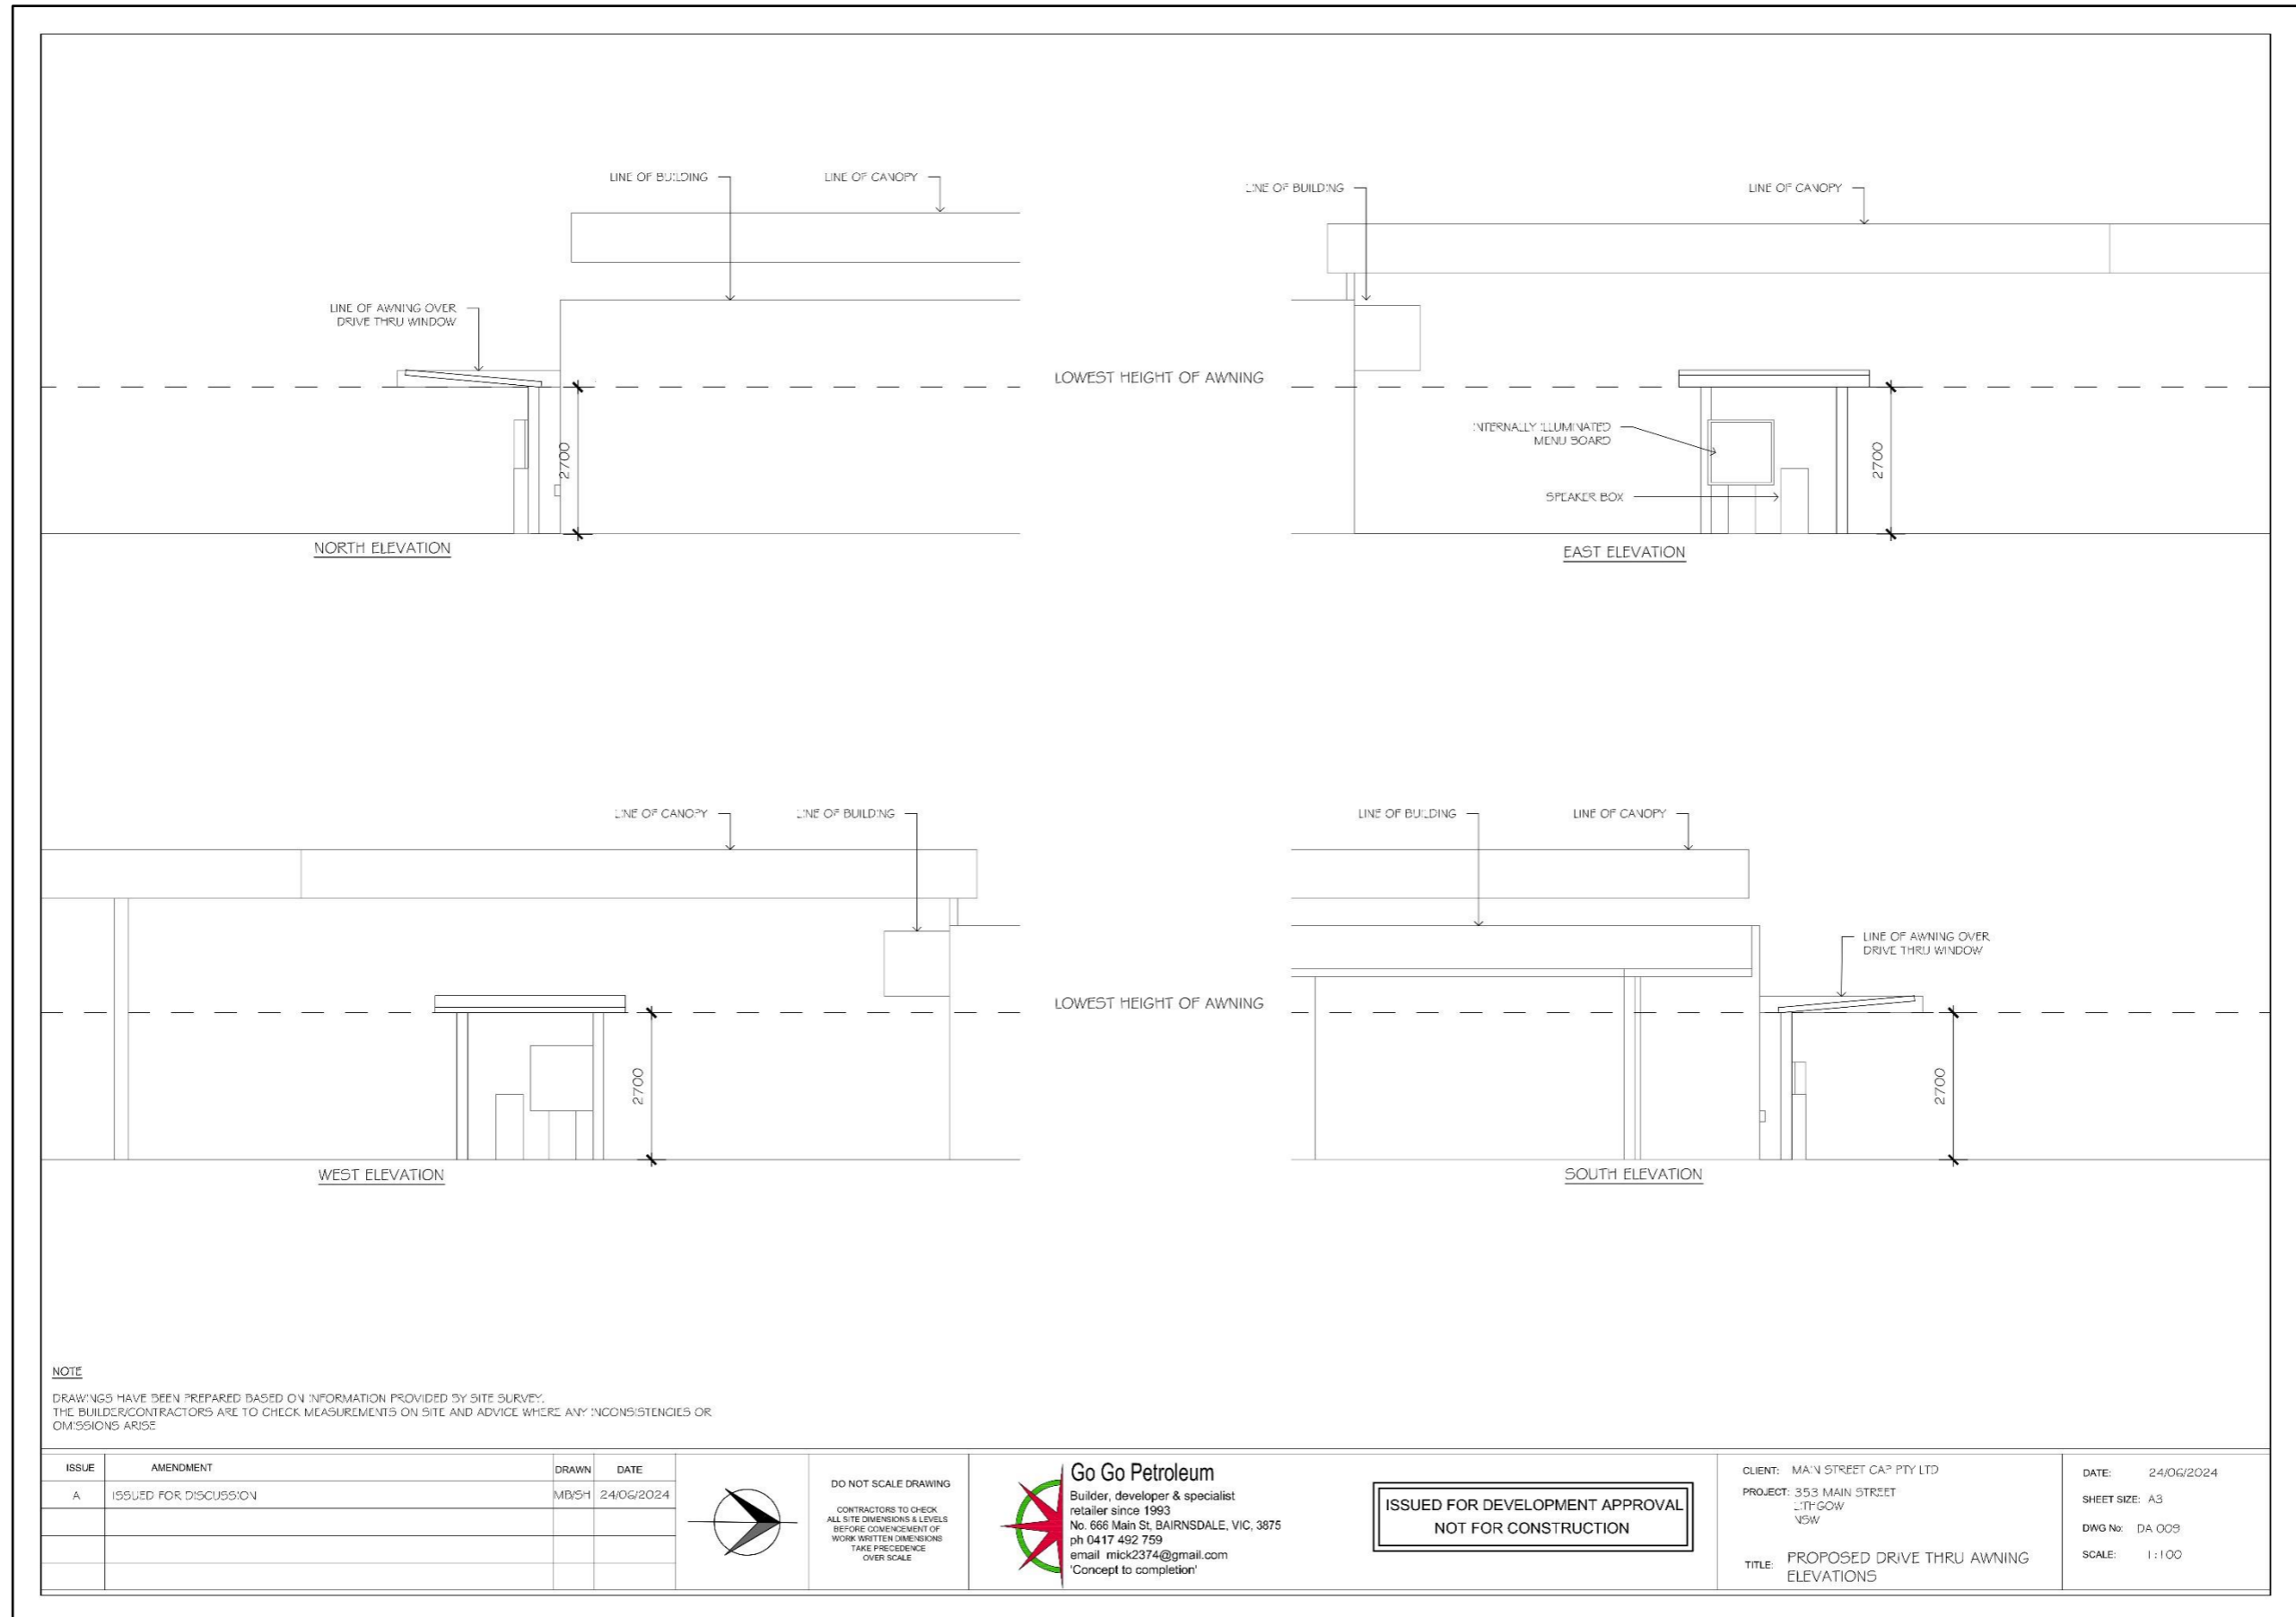 LINE OF BUILDING
LINE OF CANOPY
LINE OF AWNING OVER
DRIVE THRU WINDOW
2700
NORTH ELEVATION
LOWEST HEIGHT OF AWNING
LINE OF BUILDING
LINE OF CANOPY
INTERNALLY ILLUMINATED
MENU BOARD
SPEAKER BOX
2700
EAST ELEVATION
LINE OF CANOPY
LINE OF BUILDING
2700
WEST ELEVATION
LOWEST HEIGHT OF AWNING
LINE OF BUILDING
LINE OF CANOPY
LINE OF AWNING OVER
DRIVE THRU WINDOW
2700
SOUTH ELEVATION
NOTE
DRAWINGS HAVE BEEN PREPARED BASED ON INFORMATION PROVIDED BY SITE SURVEY.
THE BUILDER/CONTRACTORS ARE TO CHECK MEASUREMENTS ON SITE AND ADVICE WHERE ANY INCONSISTENCIES OR
OMISSIONS ARISE
ISSUE AMENDMENT DRAWN DATE
A ISSUED FOR DISCUSSION MB/SH 24/06/2024
DO NOT SCALE DRAWING
CONTRACTORS TO CHECK
ALL SITE DIMENSIONS & LEVELS
BEFORE COMENCEMENT OF
WORK WRITTEN DIMENSIONS
TAKE PRECEDENCE
OVER SCALE
Go Go Petroleum
Builder, developer & specialist
retailer since 1993
No. 666 Main St, BAIRNSDALE, VIC, 3875
ph 0417 492 759
email mick2374@gmail.com
'Concept to completion'
ISSUED FOR DEVELOPMENT APPROVAL
NOT FOR CONSTRUCTION
CLIENT: MAIN STREET CAP PTY LTD
PROJECT: 353 MAIN STREET
LITHGOW
NSW
TITLE: PROPOSED DRIVE THRU AWNING
ELEVATIONS
DATE: 24/06/2024
SHEET SIZE: A3
DWG No: DA 009
SCALE: 1:100